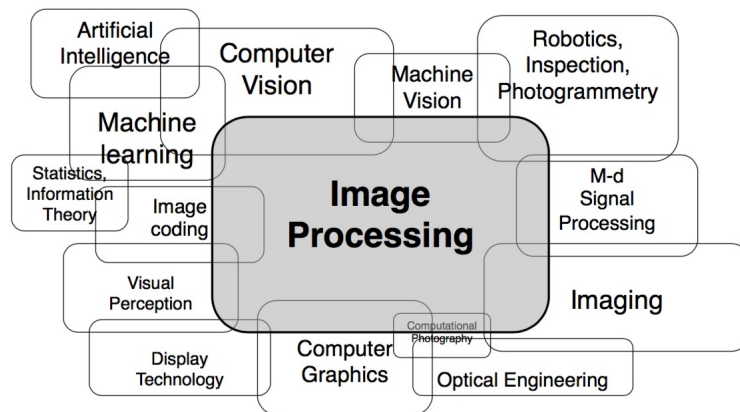 Artificial
Intelligence
Computer
Vision
Machine
Vision
Robotics,
Inspection,
Photogrammetry
Machine
learning
Statistics,
Information
Theory
Image
coding
Image
Processing
M-d
Signal
Processing
Visual
Perception
Imaging
Display
Technology
Computer
Graphics
Computational
Photography
Optical Engineering